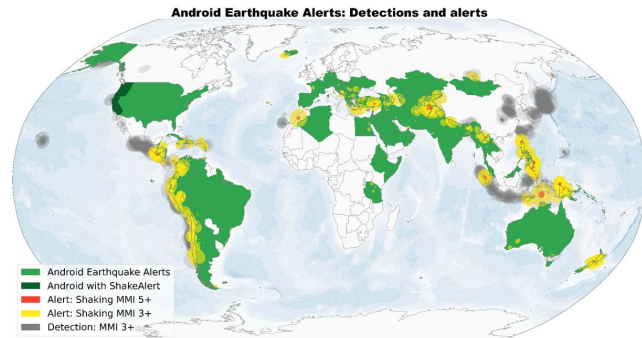 Android Earthquake Alerts: Detections and alerts
Android Earthquake Alerts
Android with ShakeAlert
Alert: Shaking MMI 5+
Alert: Shaking MMI 3+
Detection: MMI 3+